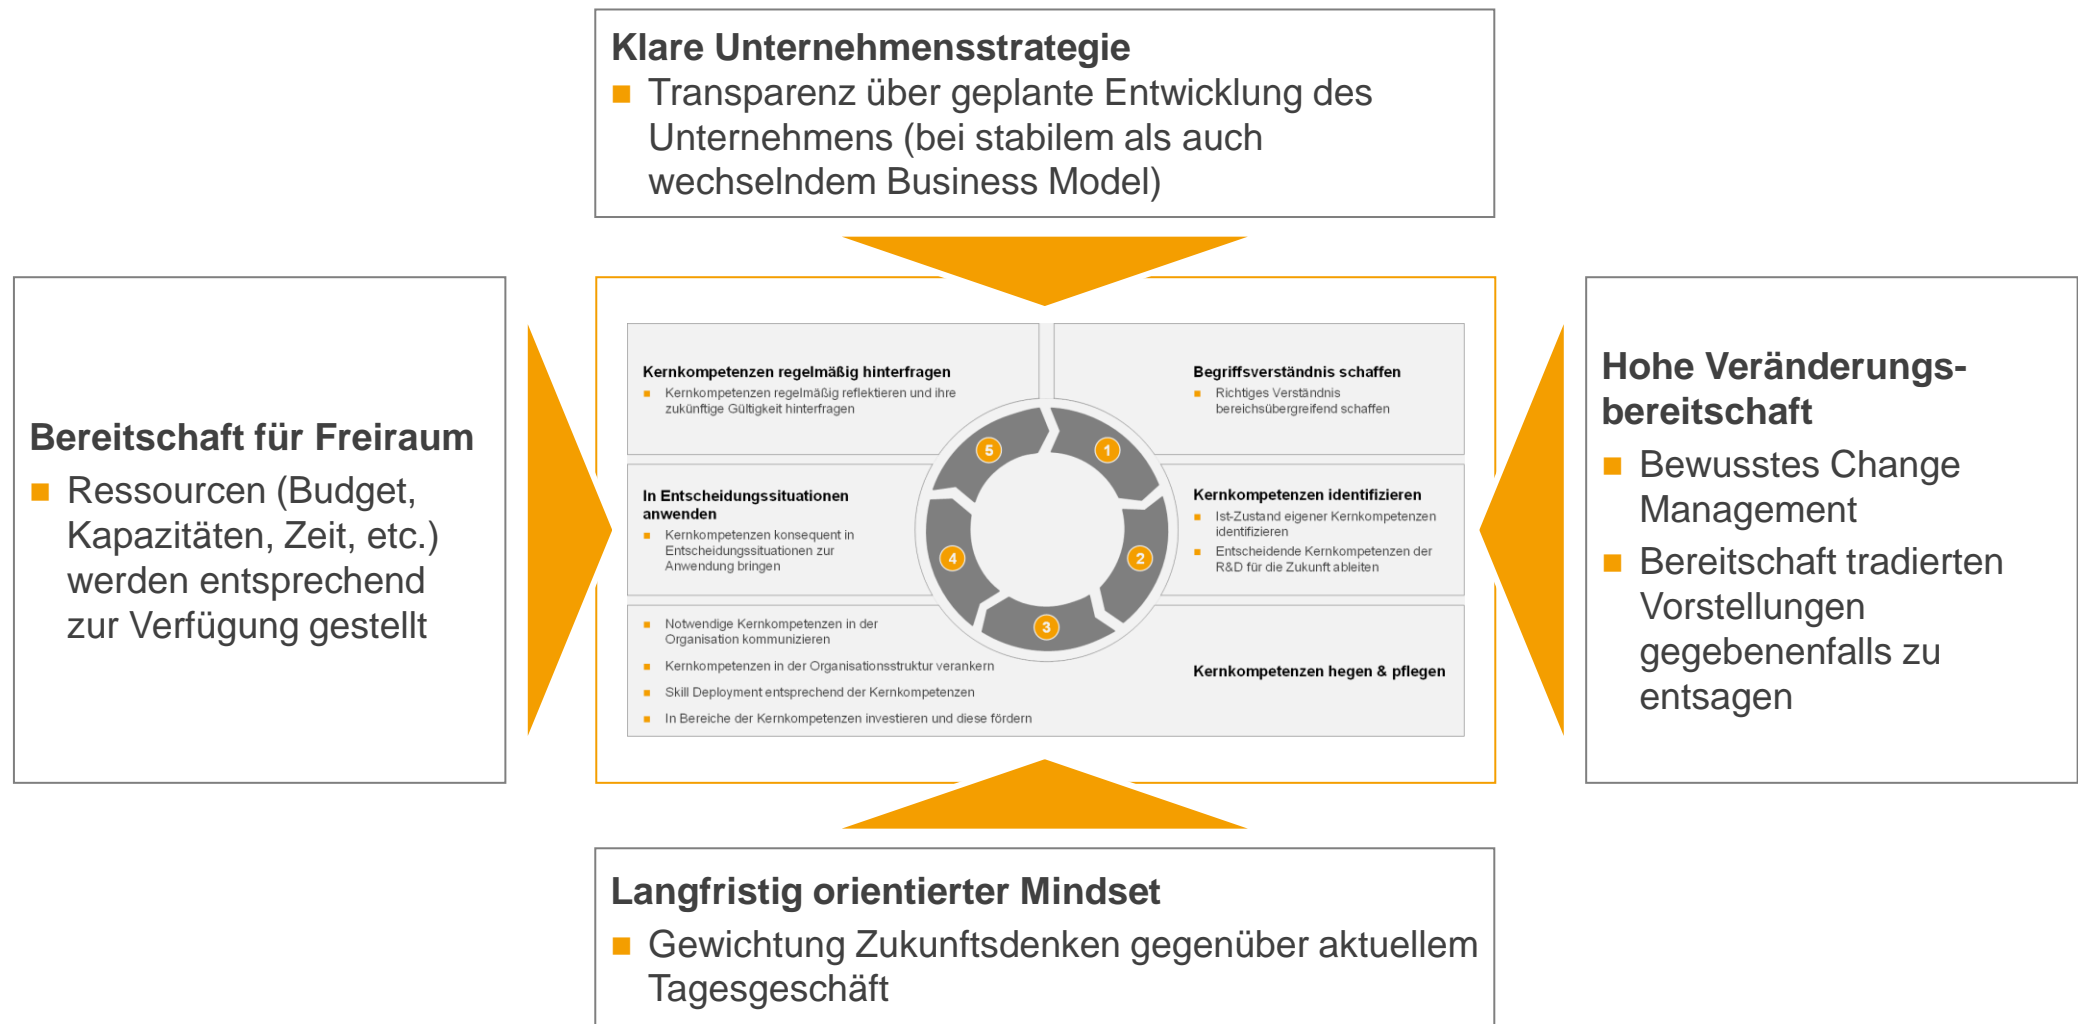 Klare Unternehmensstrategie
Transparenz über geplante Entwicklung des
Unternehmens (bei stabilem als auch
wechselndem Business Model)
Bereitschaft für Freiraum
Ressourcen (Budget,
Kapazitäten, Zeit, etc.)
werden entsprechend
zur Verfügung gestellt
Kernkompetenzen regelmäßig hinterfragen
Kernkompetenzen regelmäßig reflektieren und ihre
zukünftige Gültigkeit hinterfragen
Begriffsverständnis schaffen
Richtiges Verständnis
bereichsübergreifend schaffen
5
1
In Entscheidungssituationen
anwenden
Kernkompetenzen konsequent in
Entscheidungssituationen zur
Anwendung bringen
Kernkompetenzen identifizieren
Ist-Zustand eigener Kernkompetenzen
identifizieren
Entscheidende Kernkompetenzen der
R&D für die Zukunft ableiten
4
2
3
Notwendige Kernkompetenzen in der
Organisation kommunizieren
Kernkompetenzen in der Organisationsstruktur verankern
Skill Deployment entsprechend der Kernkompetenzen
In Bereiche der Kernkompetenzen investieren und diese fördern
Kernkompetenzen hegen & pflegen
Hohe Veränderungs-
bereitschaft
Bewusstes Change
Management
Bereitschaft tradierten
Vorstellungen
gegebenenfalls zu
entsagen
Langfristig orientierter Mindset
Gewichtung Zukunftsdenken gegenüber aktuellem
Tagesgeschäft